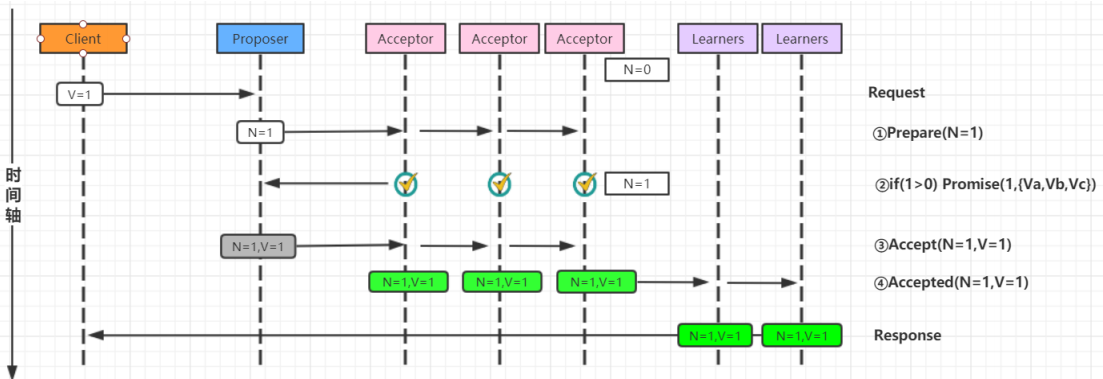 Client Proposer Acceptor Acceptor Acceptor Learners Learners
N=0
V=1 Request
N=1 ①Prepare(N=1)
时间轴
N=1 ②if(1>0) Promise(1,{Va,Vb,Vc})
N=1,V=1 ③Accept(N=1,V=1)
N=1,V=1 N=1,V=1 N=1,V=1 ④Accepted(N=1,V=1)
N=1,V=1 N=1,V=1 Response